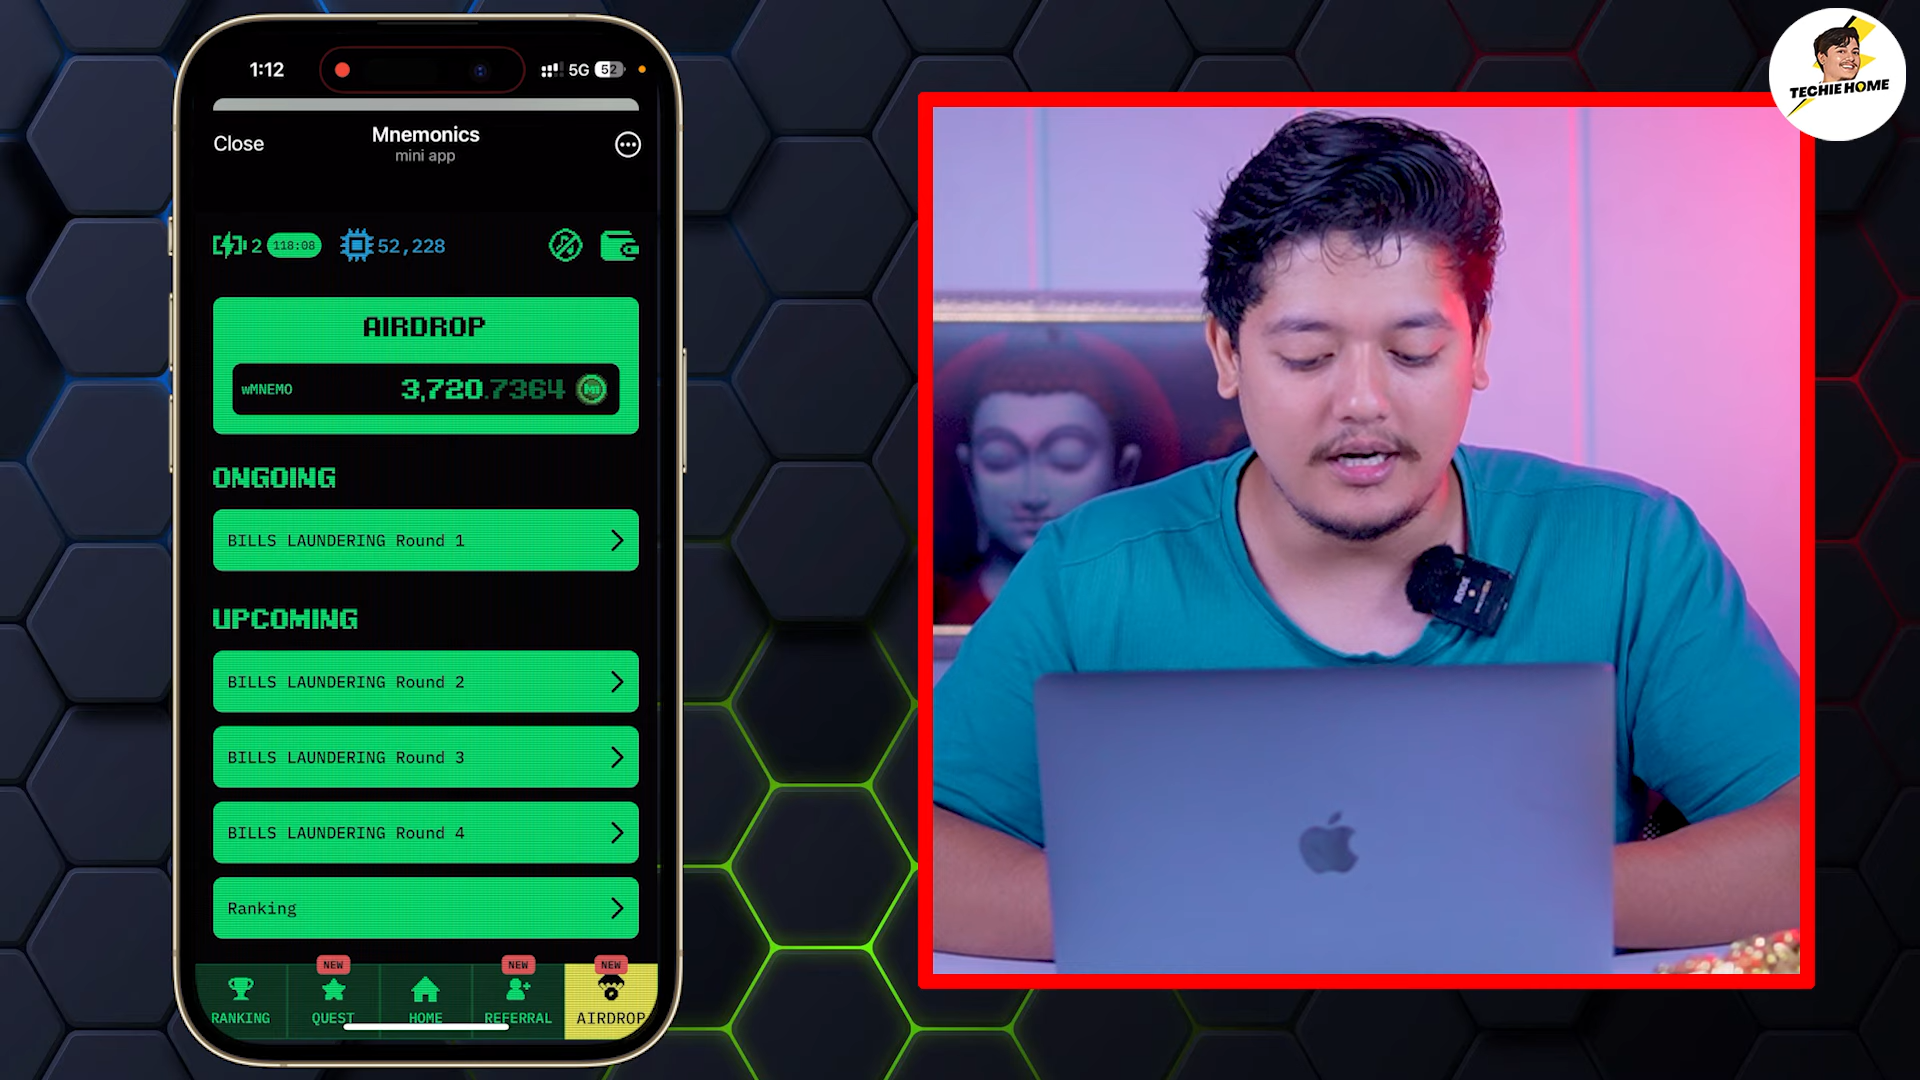 1:12
5G 52
Close
Mnemonics
mini app
2 118:08 52,228
AIRDROP
wMNEMO 3,720.7364
ONGOING
BILLS LAUNDERING Round 1
UPCOMING
BILLS LAUNDERING Round 2
BILLS LAUNDERING Round 3
BILLS LAUNDERING Round 4
Ranking
NEW NEW NEW
RANKING QUEST HOME REFERRAL AIRDROP
TECHIE HOME
RODE